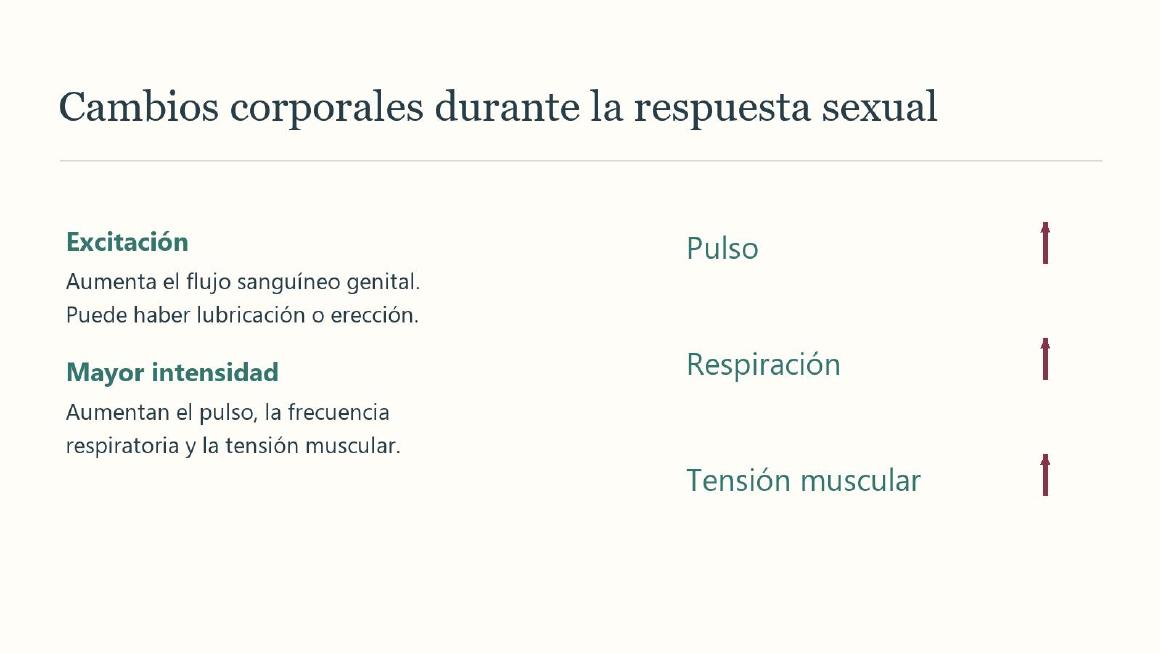 Cambios corporales durante la respuesta sexual
Excitación
Aumenta el flujo sanguíneo genital.
Puede haber lubricación o erección.
Mayor intensidad
Aumentan el pulso, la frecuencia
respiratoria y la tensión muscular.
Pulso
Respiración
Tensión muscular